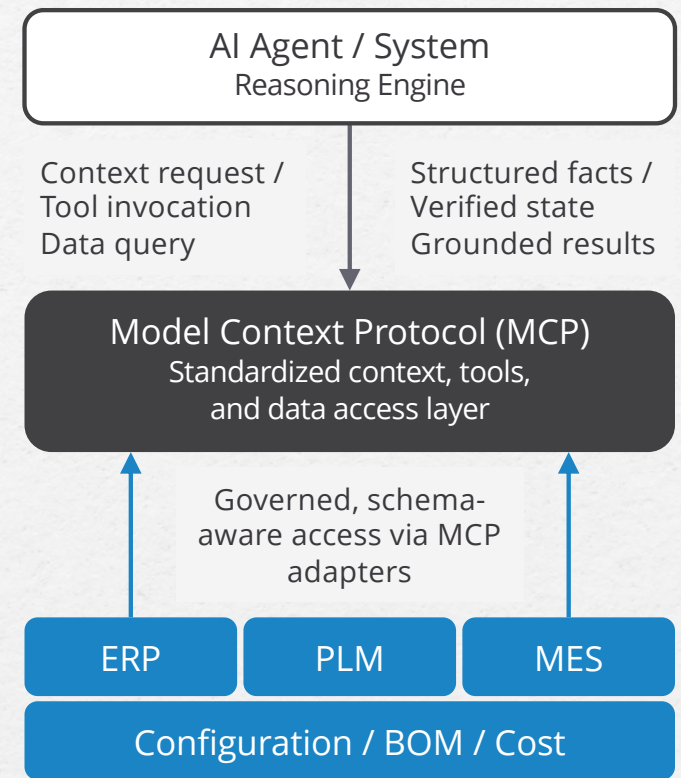 AI Agent / System
Reasoning Engine
Context request /
Tool invocation
Data query
Structured facts /
Verified state
Grounded results
Model Context Protocol (MCP)
Standardized context, tools,
and data access layer
Governed, schema-
aware access via MCP
adapters
ERP
PLM
MES
Configuration / BOM / Cost